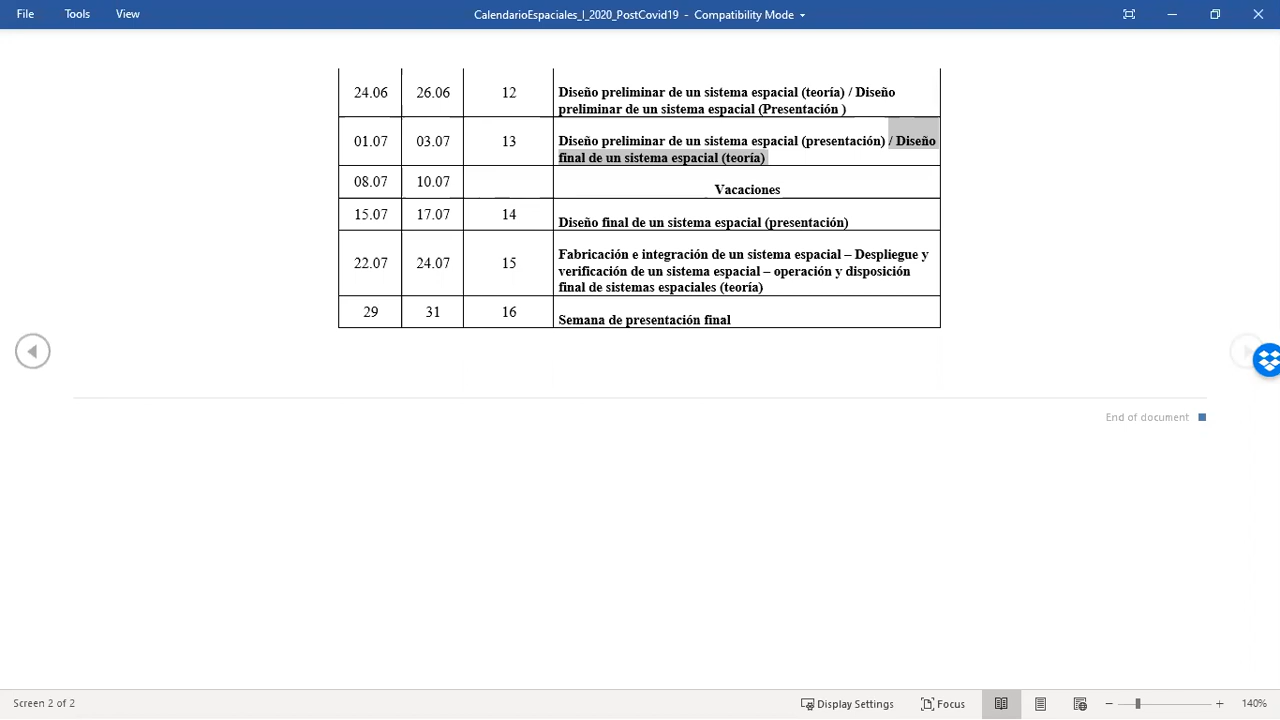 File Tools View CalendarioEspaciales_I_2020_PostCovid19 - Compatibility Mode
24.06 26.06 12 Diseño preliminar de un sistema espacial (teoría) / Diseño
preliminar de un sistema espacial (Presentación )
01.07 03.07 13 Diseño preliminar de un sistema espacial (presentación) / Diseño
final de un sistema espacial (teoría)
08.07 10.07 Vacaciones
15.07 17.07 14 Diseño final de un sistema espacial (presentación)
22.07 24.07 15 Fabricación e integración de un sistema espacial – Despliegue y
verificación de un sistema espacial – operación y disposición
final de sistemas espaciales (teoría)
29 31 16 Semana de presentación final
End of document
Screen 2 of 2 Display Settings Focus 140%